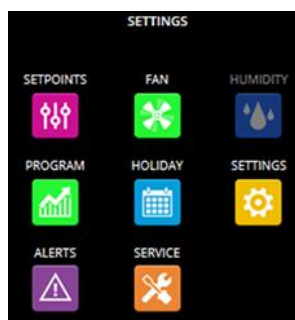 SETTINGS
SETPOINTS FAN HUMIDITY
PROGRAM HOLIDAY SETTINGS
ALERTS SERVICE